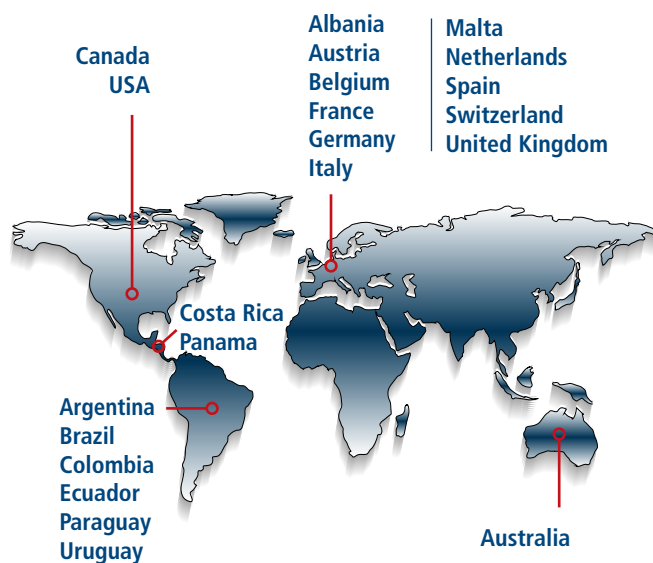 Canada
USA
Albania
Austria
Belgium
France
Germany
Italy
Malta
Netherlands
Spain
Switzerland
United Kingdom
Costa Rica
Panama
Argentina
Brazil
Colombia
Ecuador
Paraguay
Uruguay
Australia